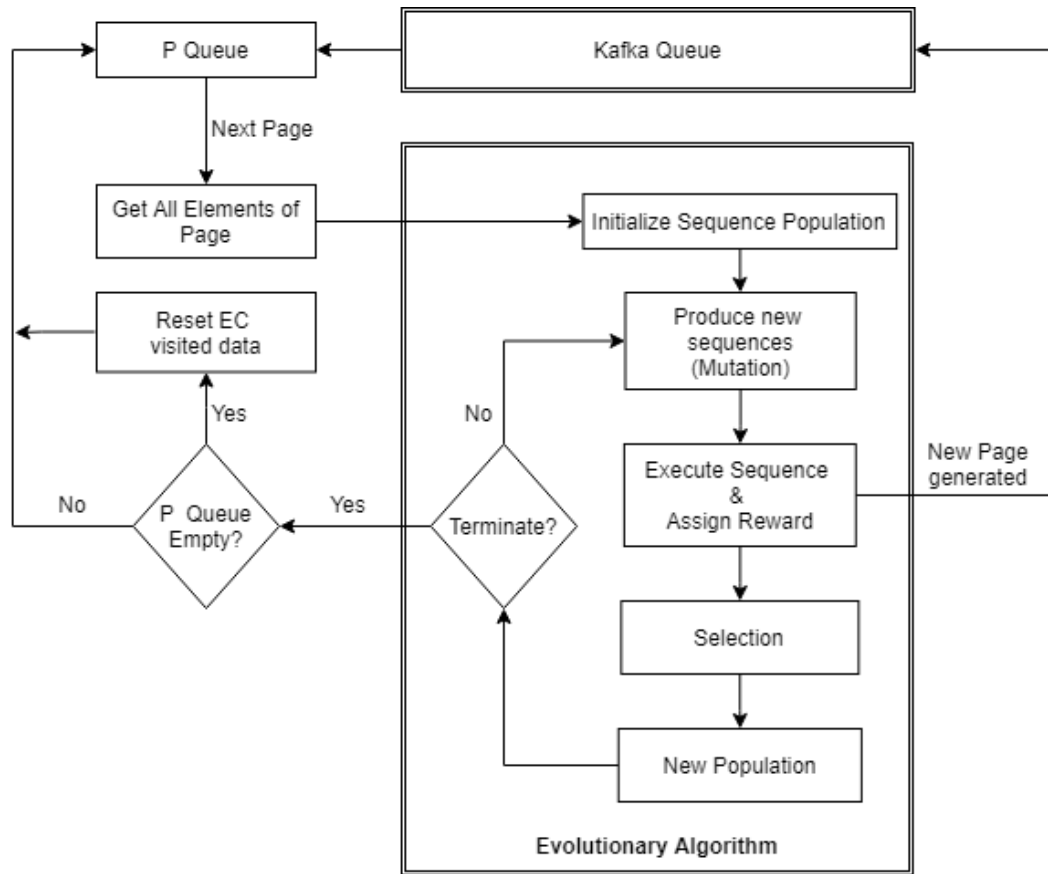 P Queue
Kafka Queue
Next Page
Get All Elements of
Page
Initialize Sequence Population
Reset EC
visited data
Produce new
sequences
(Mutation)
Yes
No
Execute Sequence
&
Assign Reward
New Page
generated
No
P Queue
Empty?
Yes
Terminate?
Selection
New Population
Evolutionary Algorithm